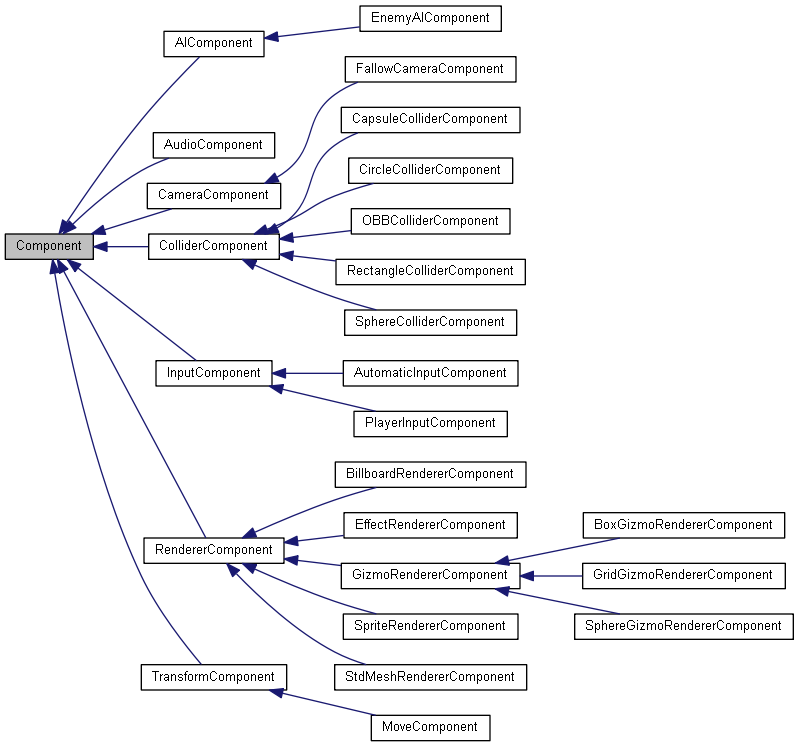 EnemyAIComponent
AIComponent
FallowCameraComponent
CapsuleColliderComponent
AudioComponent
CircleColliderComponent
CameraComponent
OBBColliderComponent
Component
ColliderComponent
RectangleColliderComponent
SphereColliderComponent
InputComponent
AutomaticInputComponent
PlayerInputComponent
BillboardRendererComponent
EffectRendererComponent
BoxGizmoRendererComponent
RendererComponent
GizmoRendererComponent
GridGizmoRendererComponent
SpriteRendererComponent
SphereGizmoRendererComponent
TransformComponent
StdMeshRendererComponent
MoveComponent